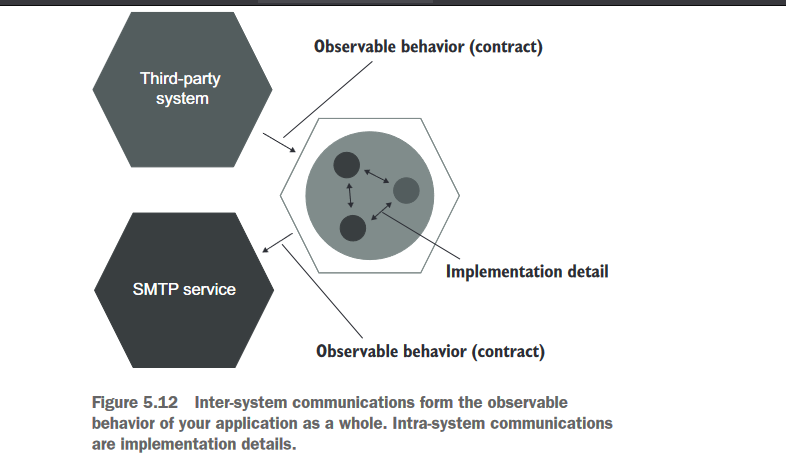 Observable behavior (contract)
Third-party
system
Implementation detail
SMTP service
Observable behavior (contract)
Figure 5.12 Inter-system communications form the observable
behavior of your application as a whole. Intra-system communications
are implementation details.